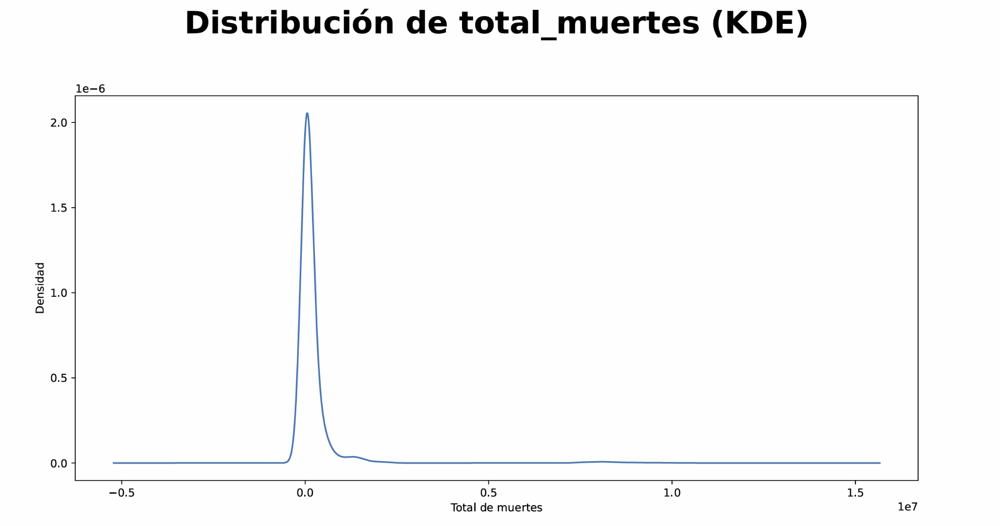 Distribución de total_muertes (KDE)
1e−6
2.0
1.5
1.0
0.5
0.0
Densidad
−0.5
0.0
0.5
1.0
1.5
Total de muertes
1e7